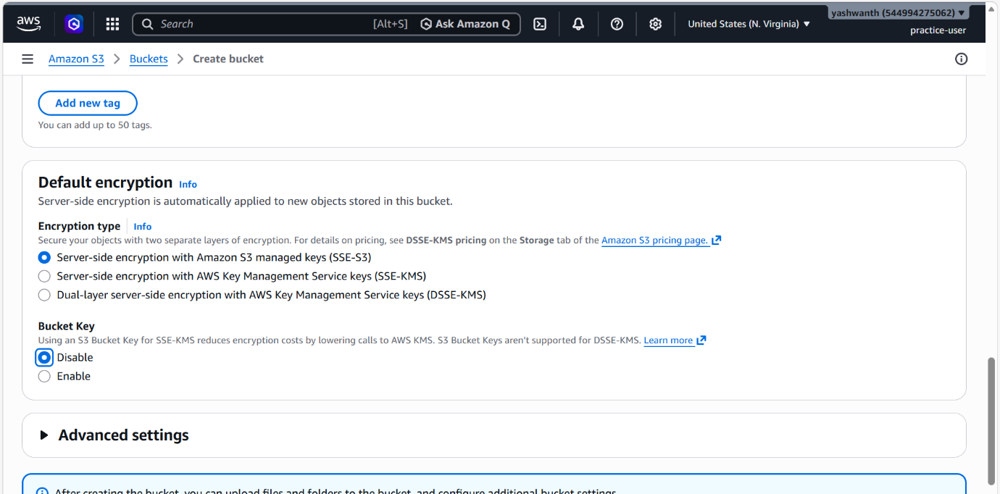 aws
Search [Alt+S] Ask Amazon Q
United States (N. Virginia) ▼
yashwanth (544994275062) ▼
practice-user
Amazon S3 > Buckets > Create bucket
Add new tag
You can add up to 50 tags.
Default encryption Info
Server-side encryption is automatically applied to new objects stored in this bucket.
Encryption type Info
Secure your objects with two separate layers of encryption. For details on pricing, see DSSE-KMS pricing on the Storage tab of the Amazon S3 pricing page.
Server-side encryption with Amazon S3 managed keys (SSE-S3)
Server-side encryption with AWS Key Management Service keys (SSE-KMS)
Dual-layer server-side encryption with AWS Key Management Service keys (DSSE-KMS)
Bucket Key
Using an S3 Bucket Key for SSE-KMS reduces encryption costs by lowering calls to AWS KMS. S3 Bucket Keys aren't supported for DSSE-KMS. Learn more
Disable
Enable
Advanced settings
After creating the bucket, you can upload files and folders to the bucket, and configure additional bucket settings.